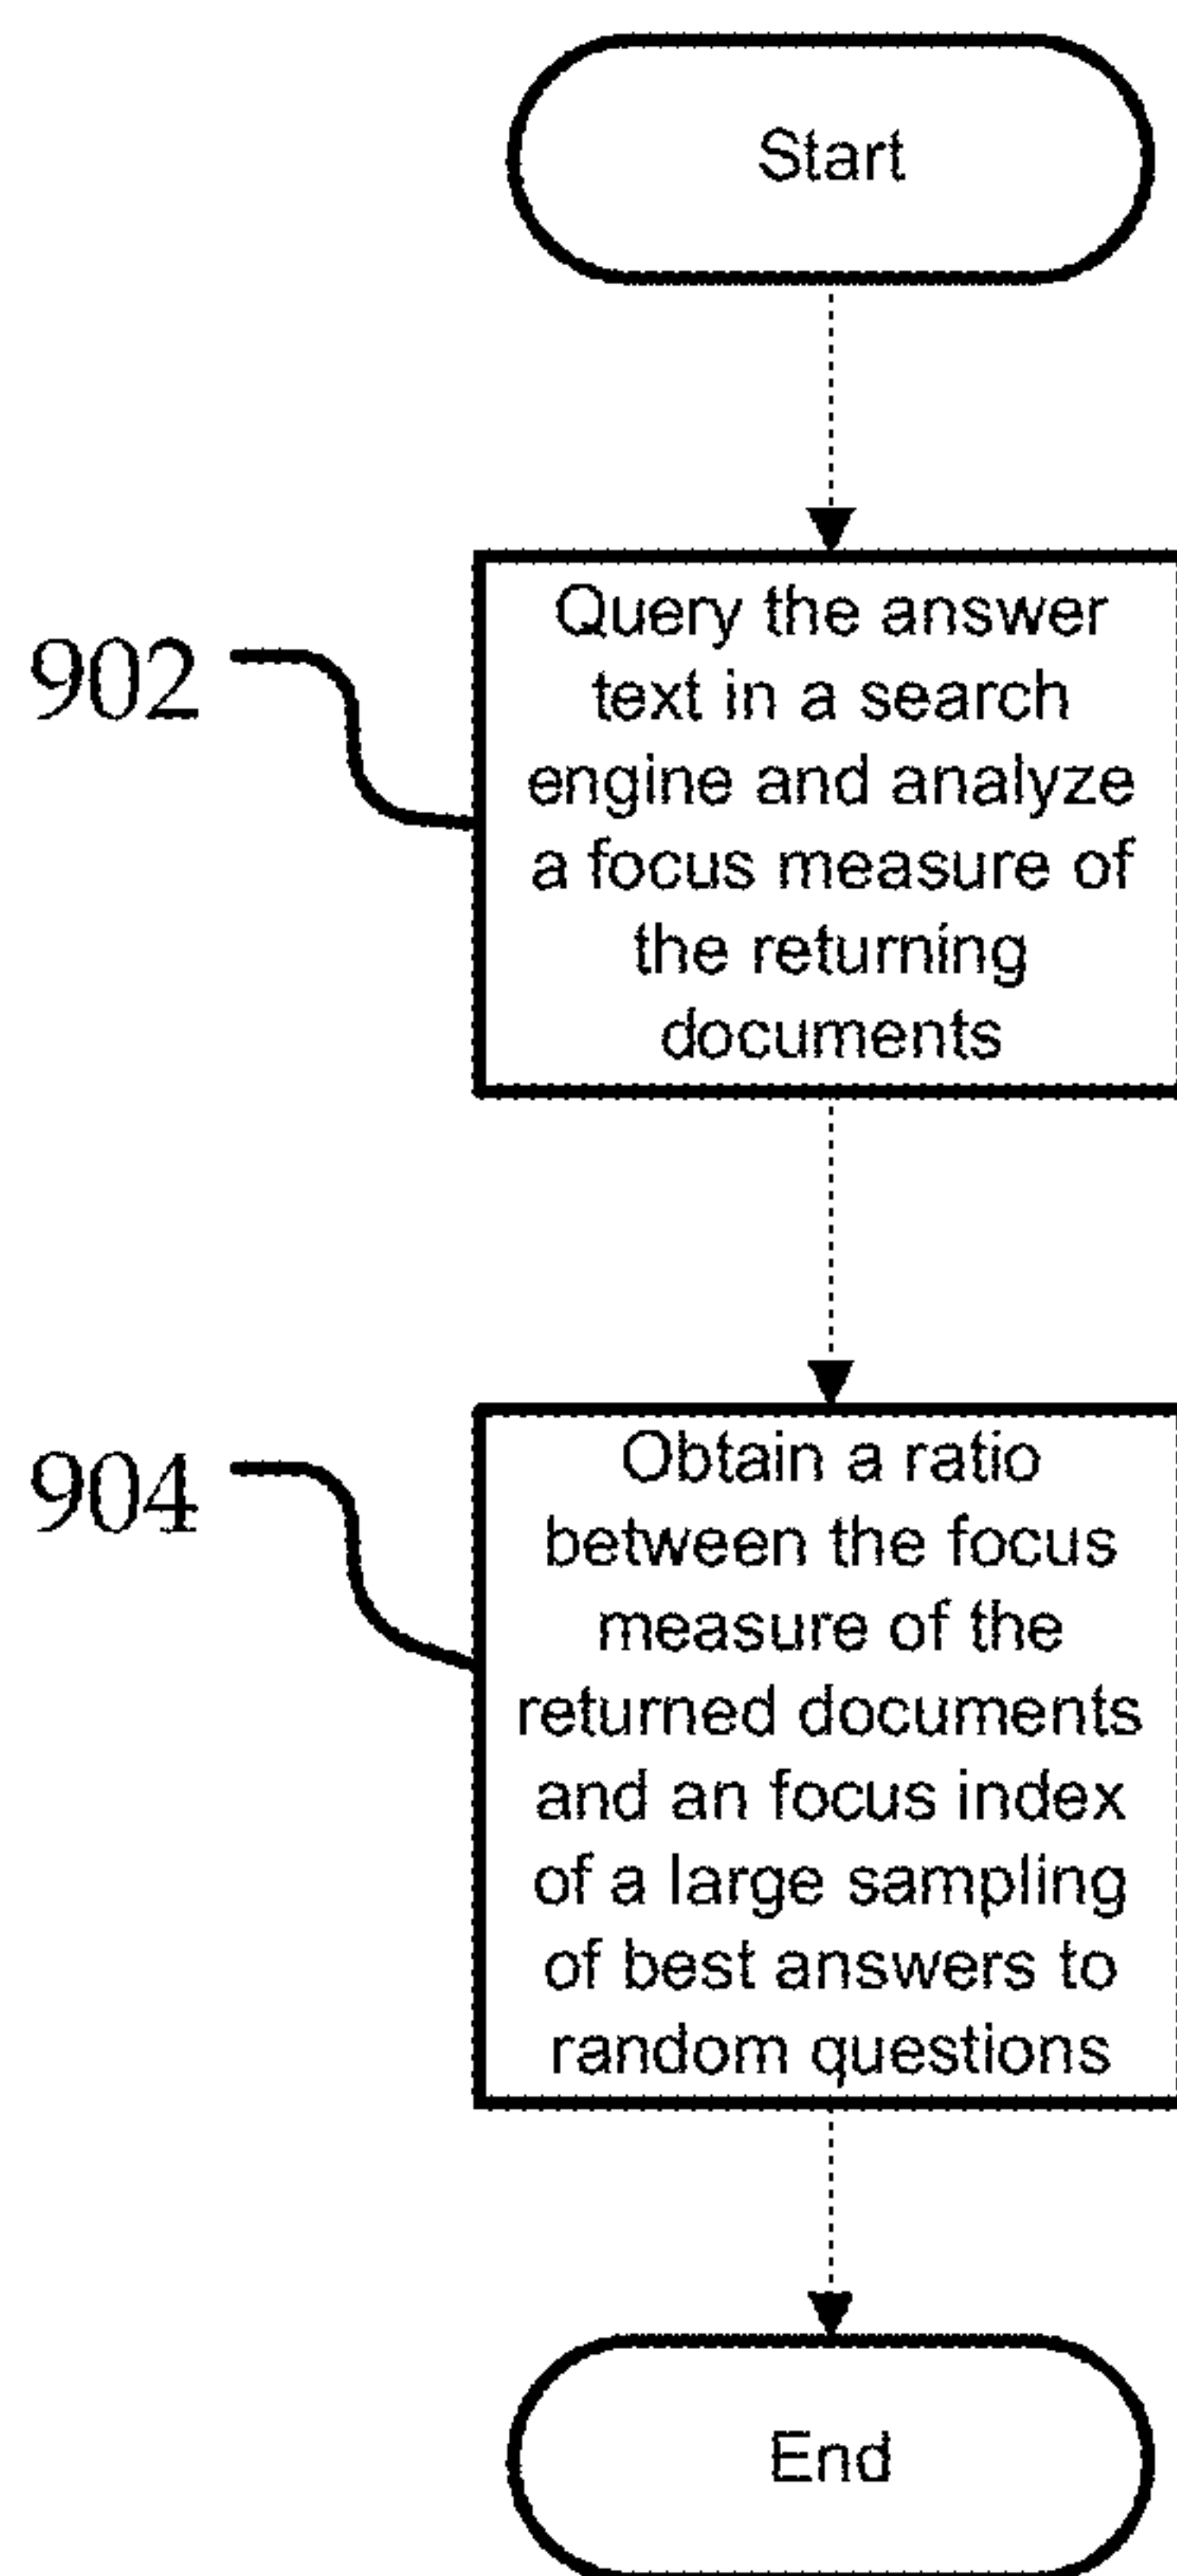 Start
902
Query the answer
text in a search
engine and analyze
a focus measure of
the returning
documents
904
Obtain a ratio
between the focus
measure of the
returned documents
and an focus index
of a large sampling
of best answers to
random questions
End